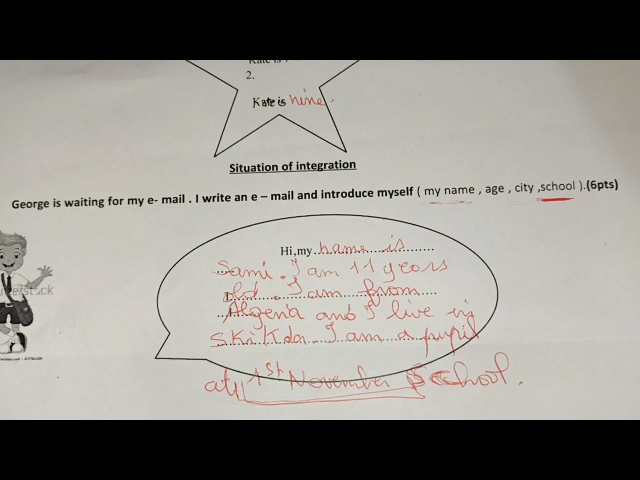 Kate is
2.
Kate is nine.
Situation of integration
George is waiting for my e- mail . I write an e – mail and introduce myself ( my name , age , city ,school ).(6pts)
Hi,my name is
Sami. I am 11 years
old. I am from
Algeria and I live in
Skikda. I am a pupil
at 1st November School.